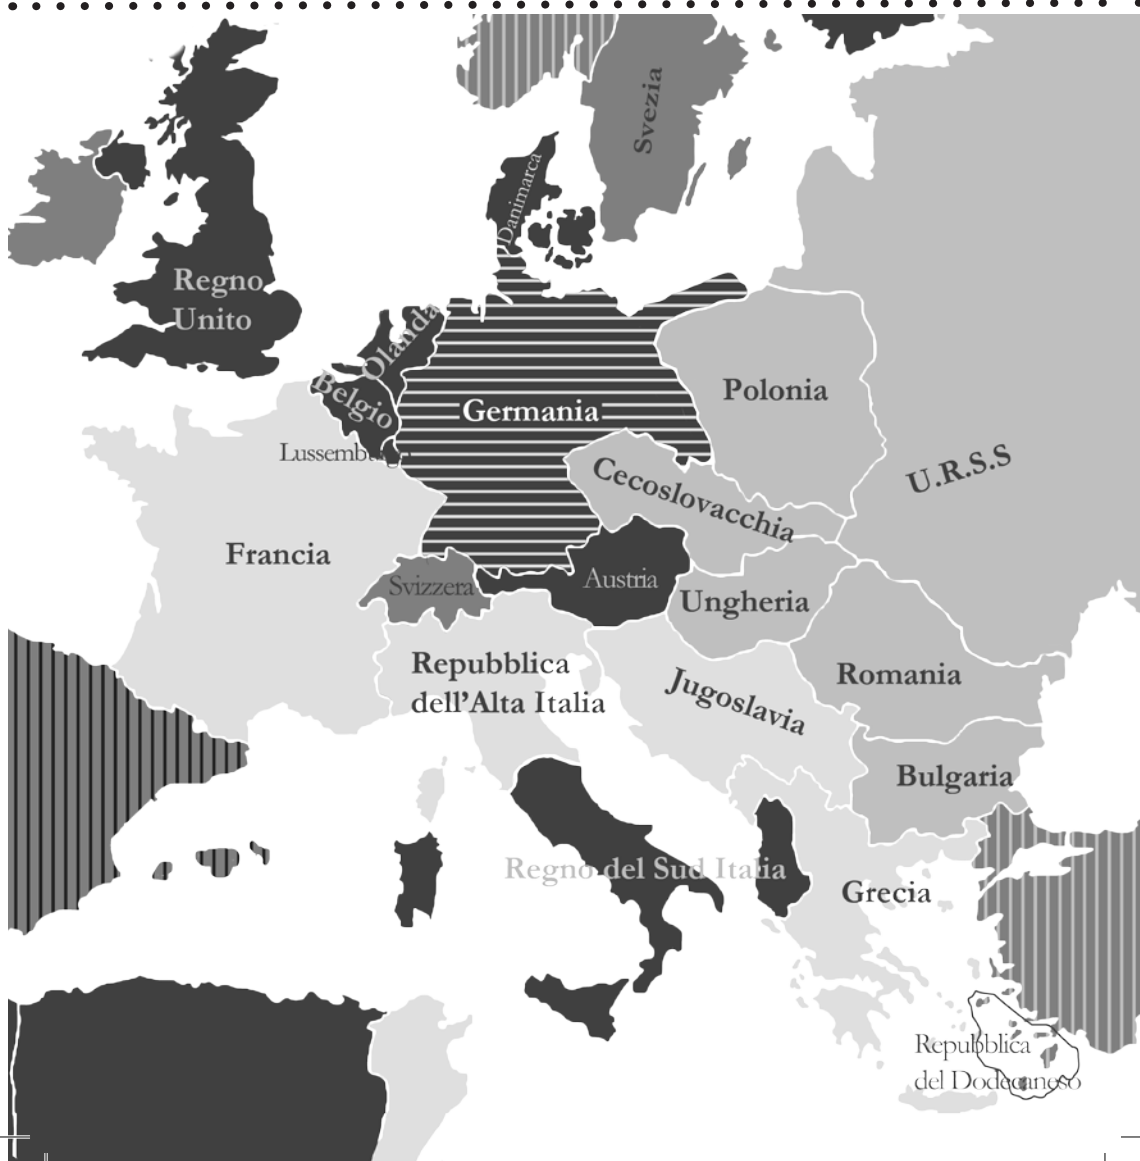 Svezia
Danimarca
Regno
Unito
Olanda
Belgio
Germania
Polonia
Lussemburgo
Cecoslovacchia
U.R.S.S
Francia
Svizzera
Austria
Ungheria
Repubblica
dell'Alta Italia
Jugoslavia
Romania
Bulgaria
Regno del Sud Italia
Grecia
Repubblica
del Dodecaneso